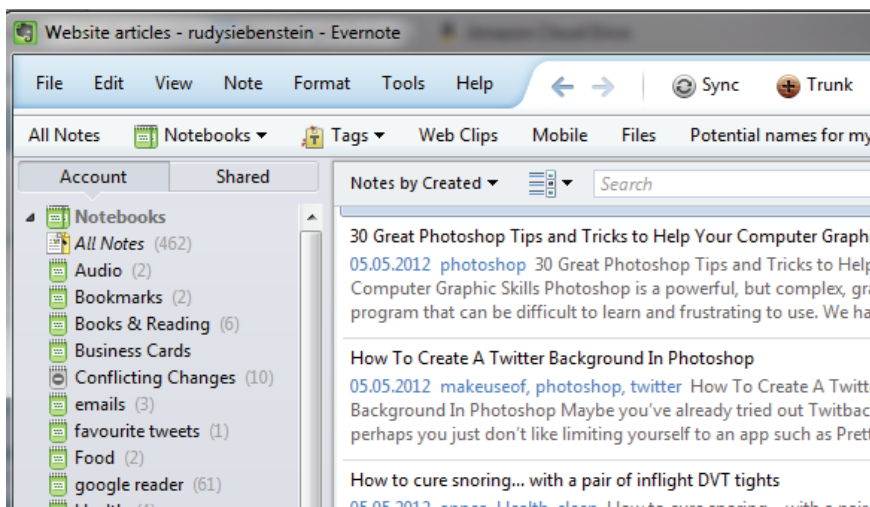 Website articles - rudysiebenstein - Evernote
File Edit View Note Format Tools Help Sync Trunk
All Notes Notebooks Tags Web Clips Mobile Files Potential names for my
Account Shared
Notebooks
All Notes (462)
Audio (2)
Bookmarks (2)
Books & Reading (6)
Business Cards
Conflicting Changes (10)
emails (3)
favourite tweets (1)
Food (2)
google reader (61)
Notes by Created Search
30 Great Photoshop Tips and Tricks to Help Your Computer Graphi
05.05.2012 photoshop 30 Great Photoshop Tips and Tricks to Help
Computer Graphic Skills Photoshop is a powerful, but complex, gra
program that can be difficult to learn and frustrating to use. We ha
How To Create A Twitter Background In Photoshop
05.05.2012 makeuseof, photoshop, twitter How To Create A Twitt
Background In Photoshop Maybe you've already tried out Twitbac
perhaps you just don't like limiting yourself to an app such as Pret
How to cure snoring... with a pair of inflight DVT tights